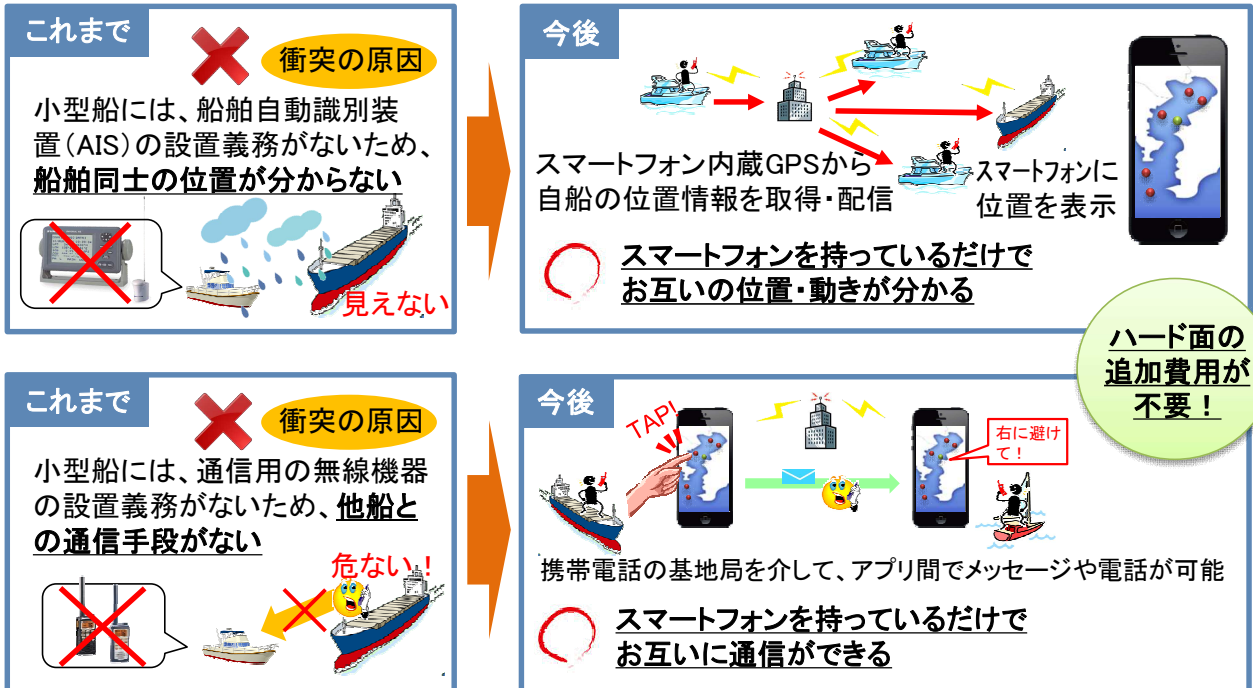 これまで
衝突の原因
小型船には、船舶自動識別装
置(AIS)の設置義務がないため、
船舶同士の位置が分からない
見えない
今後
スマートフォン内蔵GPSから
自船の位置情報を取得・配信
スマートフォンに
位置を表示
スマートフォンを持っているだけで
お互いの位置・動きが分かる
ハード面の
追加費用が
不要！
これまで
衝突の原因
小型船には、通信用の無線機器
の設置義務がないため、他船と
の通信手段がない
危ない！
今後
TAP!
右に避け
て！
携帯電話の基地局を介して、アプリ間でメッセージや電話が可能
スマートフォンを持っているだけで
お互いに通信ができる